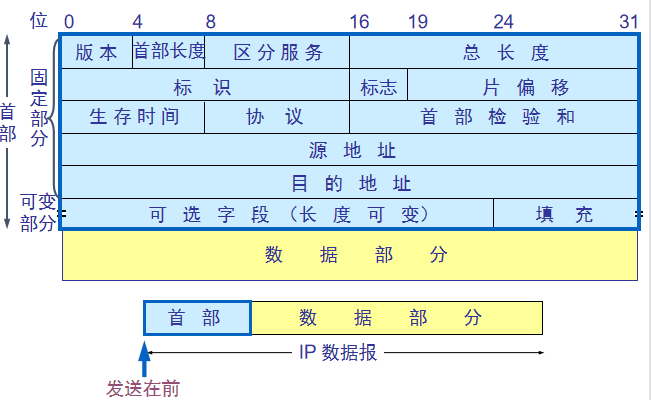 位 0 4 8 16 19 24 31
版本 首部长度 区分服务 总长度
标识 标志 片偏移
生存时间 协议 首部检验和
源地址
目的地址
可选字段（长度可变） 填充
首部
固定部分
可变部分
数据部分
首部 数据部分
IP 数据报
发送在前